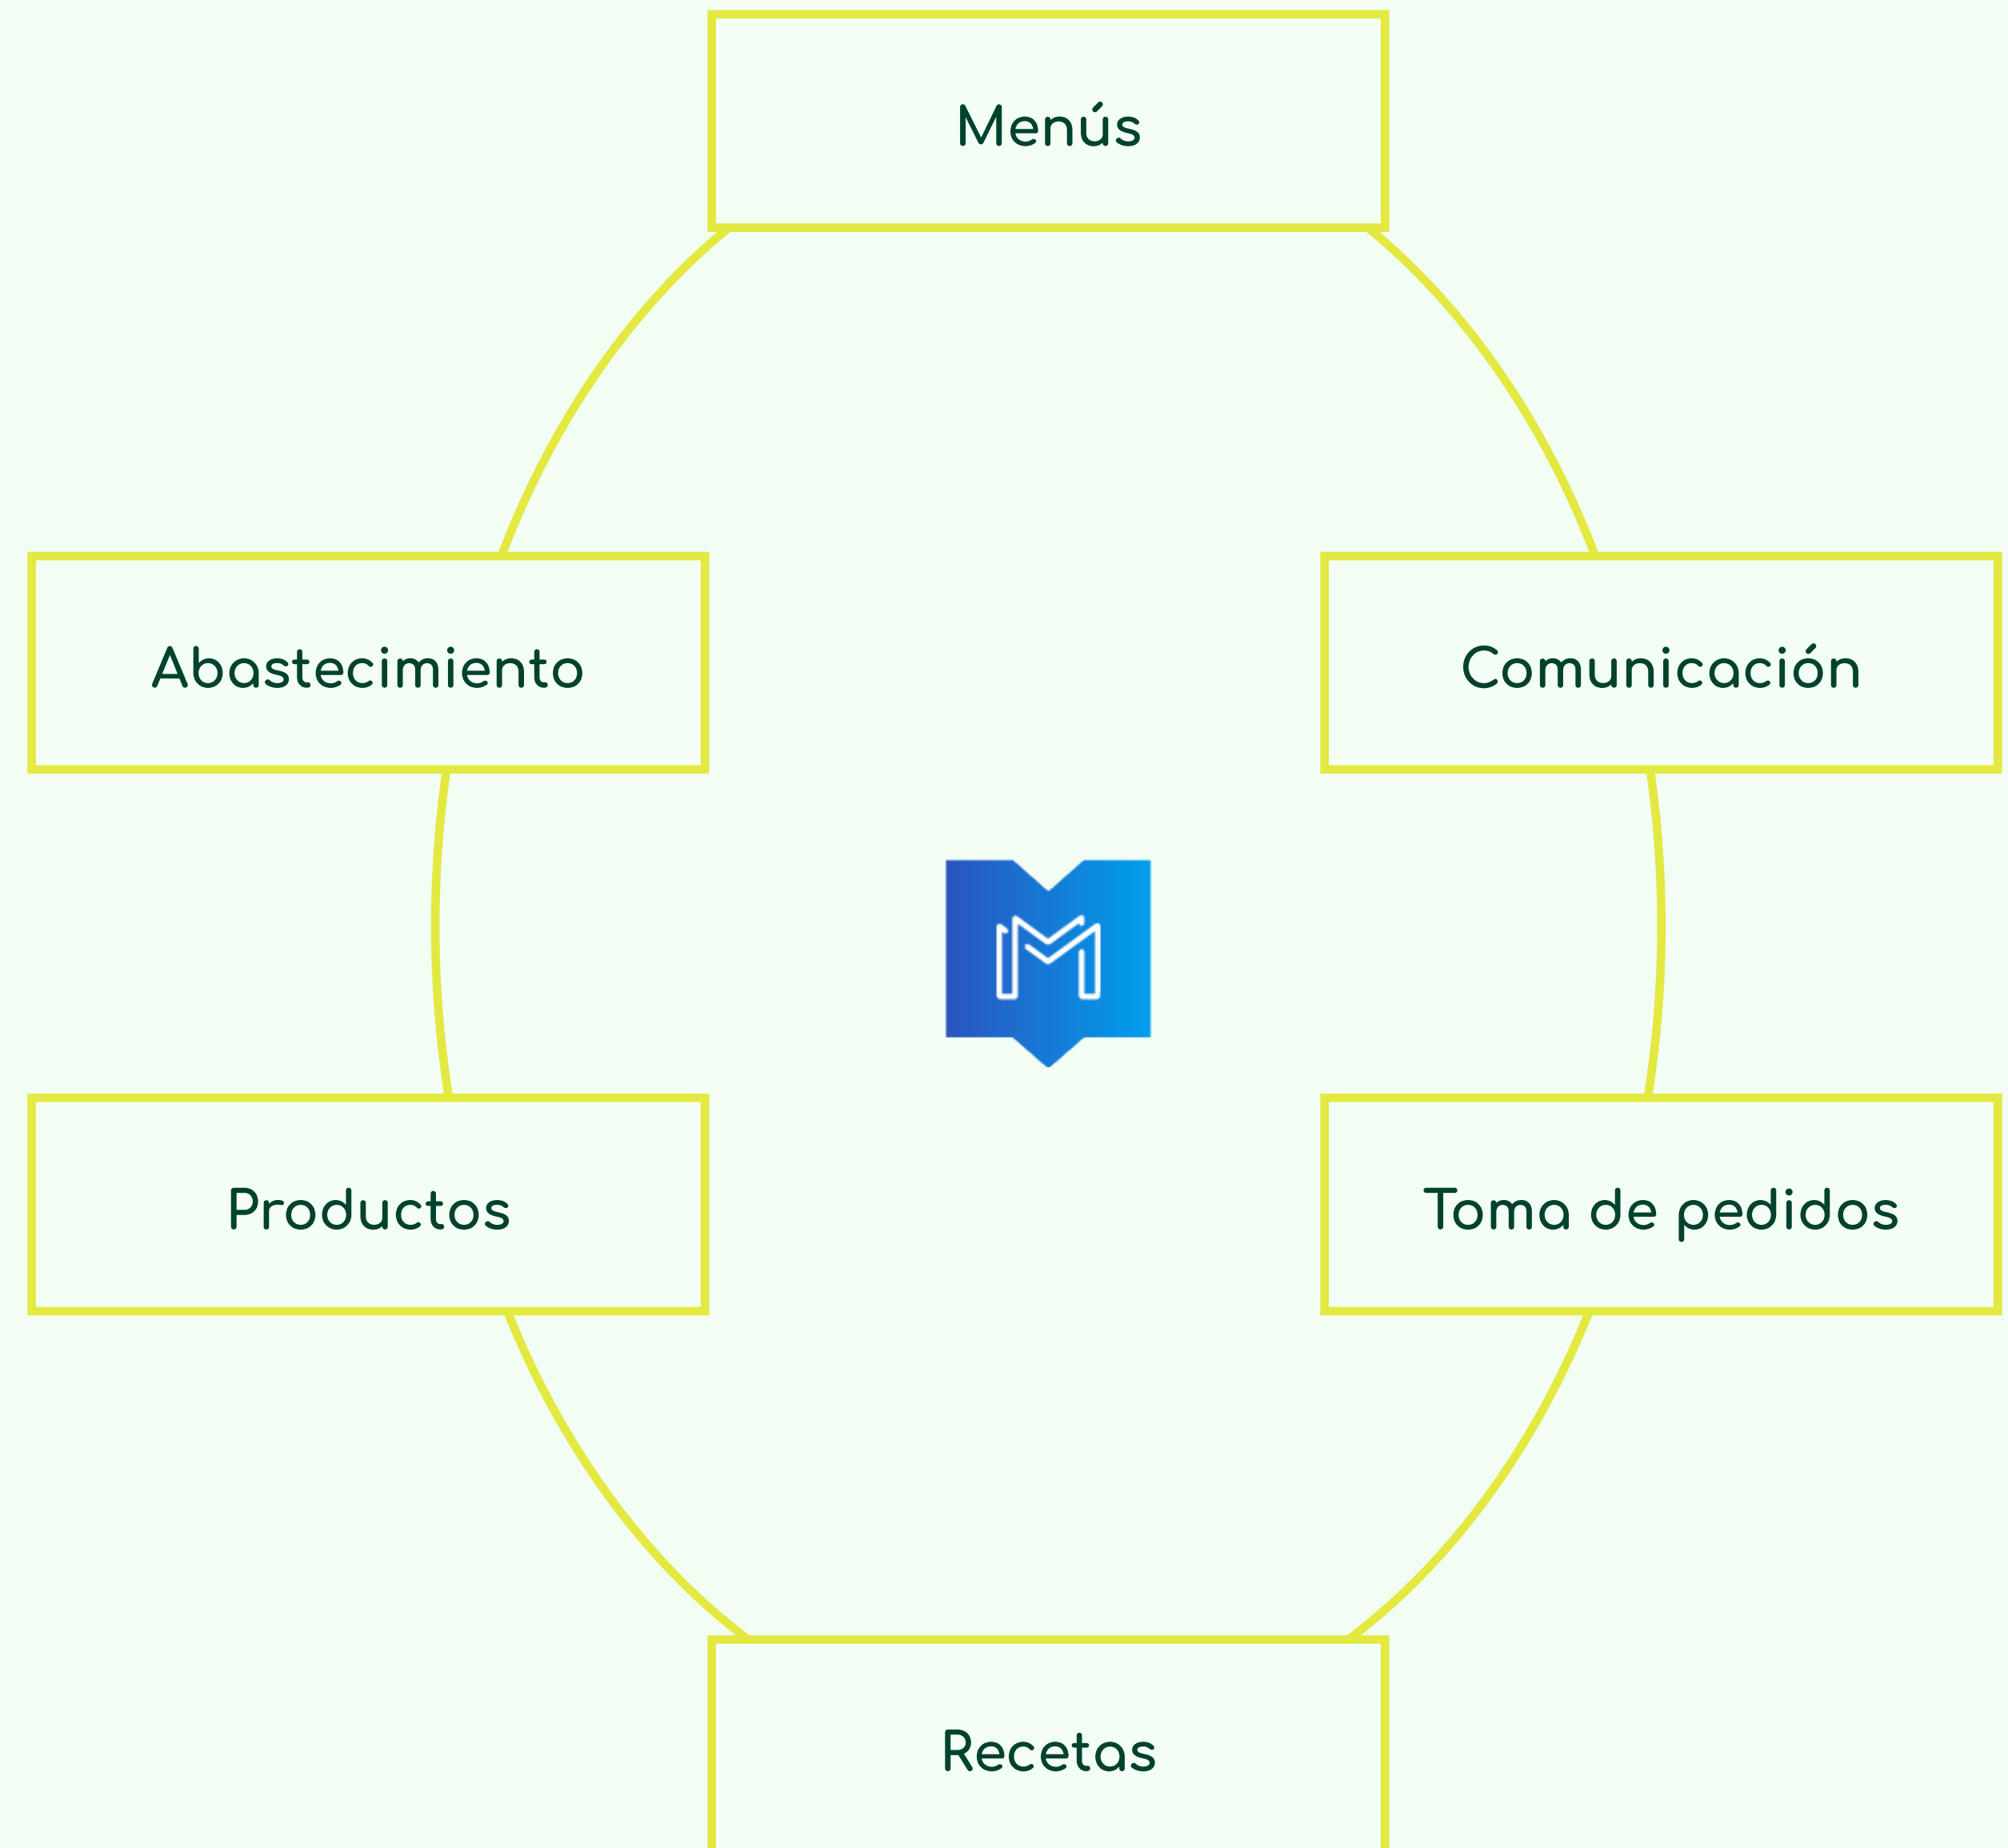 Menús
Abastecimiento
Comunicación
M
Productos
Toma de pedidos
Recetas